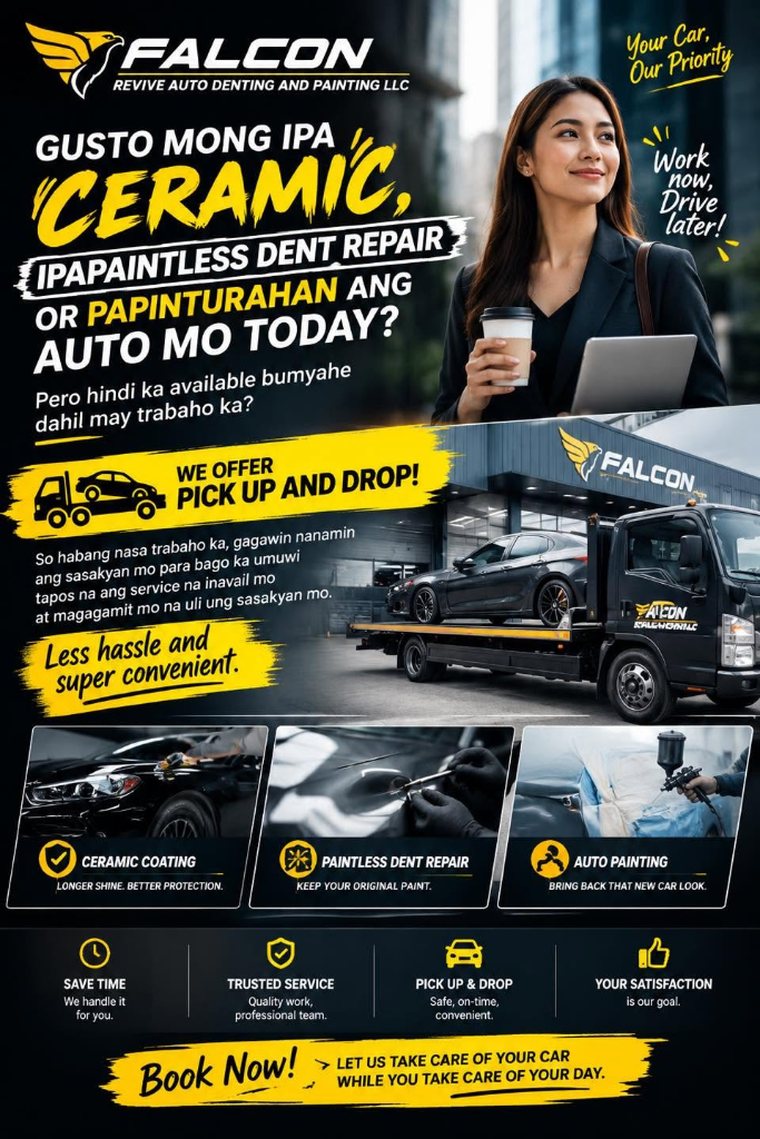 FALCON
REVIVE AUTO DENTING AND PAINTING LLC
Your Car,
Our Priority
GUSTO MONG IPA
"CERAMIC,
IPAPAINTLESS DENT REPAIR
OR PAPINTURAHAN ANG
AUTO MO TODAY?
Pero hindi ka available bumyahe
dahil may trabaho ka?
Work
now,
Drive
later!
WE OFFER
PICK UP AND DROP!
So habang nasa trabaho ka, gagawin nanamin
ang sasakyan mo para bago ka umuwi
tapos na ang service na inavail mo
at magagamit mo na uli ung sasakyan mo.
Less hassle and
super convenient.
FALCON
CERAMIC COATING
LONGER SHINE. BETTER PROTECTION.
PAINTLESS DENT REPAIR
KEEP YOUR ORIGINAL PAINT.
AUTO PAINTING
BRING BACK THAT NEW CAR LOOK.
SAVE TIME
We handle it
for you.
TRUSTED SERVICE
Quality work,
professional team.
PICK UP & DROP
Safe, on-time,
convenient.
YOUR SATISFACTION
is our goal.
Book Now!
LET US TAKE CARE OF YOUR CAR
WHILE YOU TAKE CARE OF YOUR DAY.